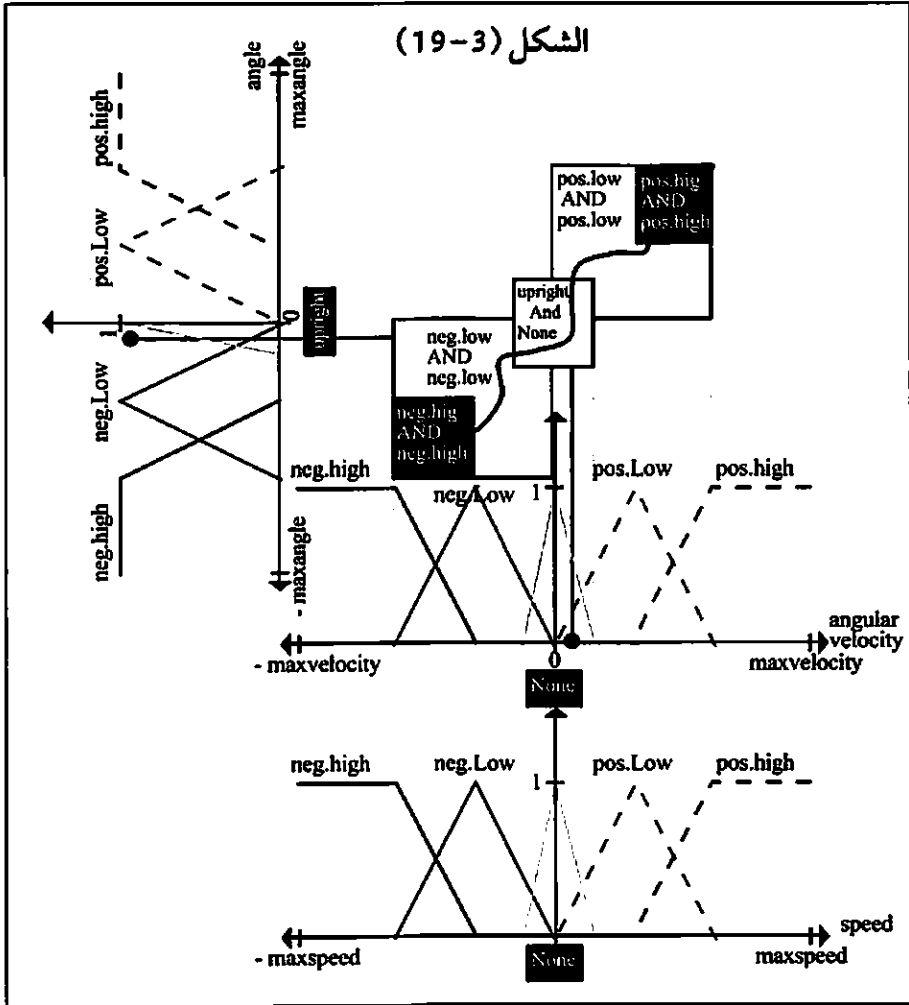 الشكل (3-19)
angle
maxangle
pos.high
pos.Low
0
upright
1
neg.Low
neg.high
- maxangle
pos.low
AND
pos.low
pos.hig
AND
pos.high
upright
And
None
neg.low
AND
neg.low
neg.hig
AND
neg.high
neg.high
neg.Low
1
pos.Low
pos.high
angular
velocity
- maxvelocity
0
maxvelocity
None
neg.high
neg.Low
1
pos.Low
pos.high
speed
- maxspeed
None
maxspeed